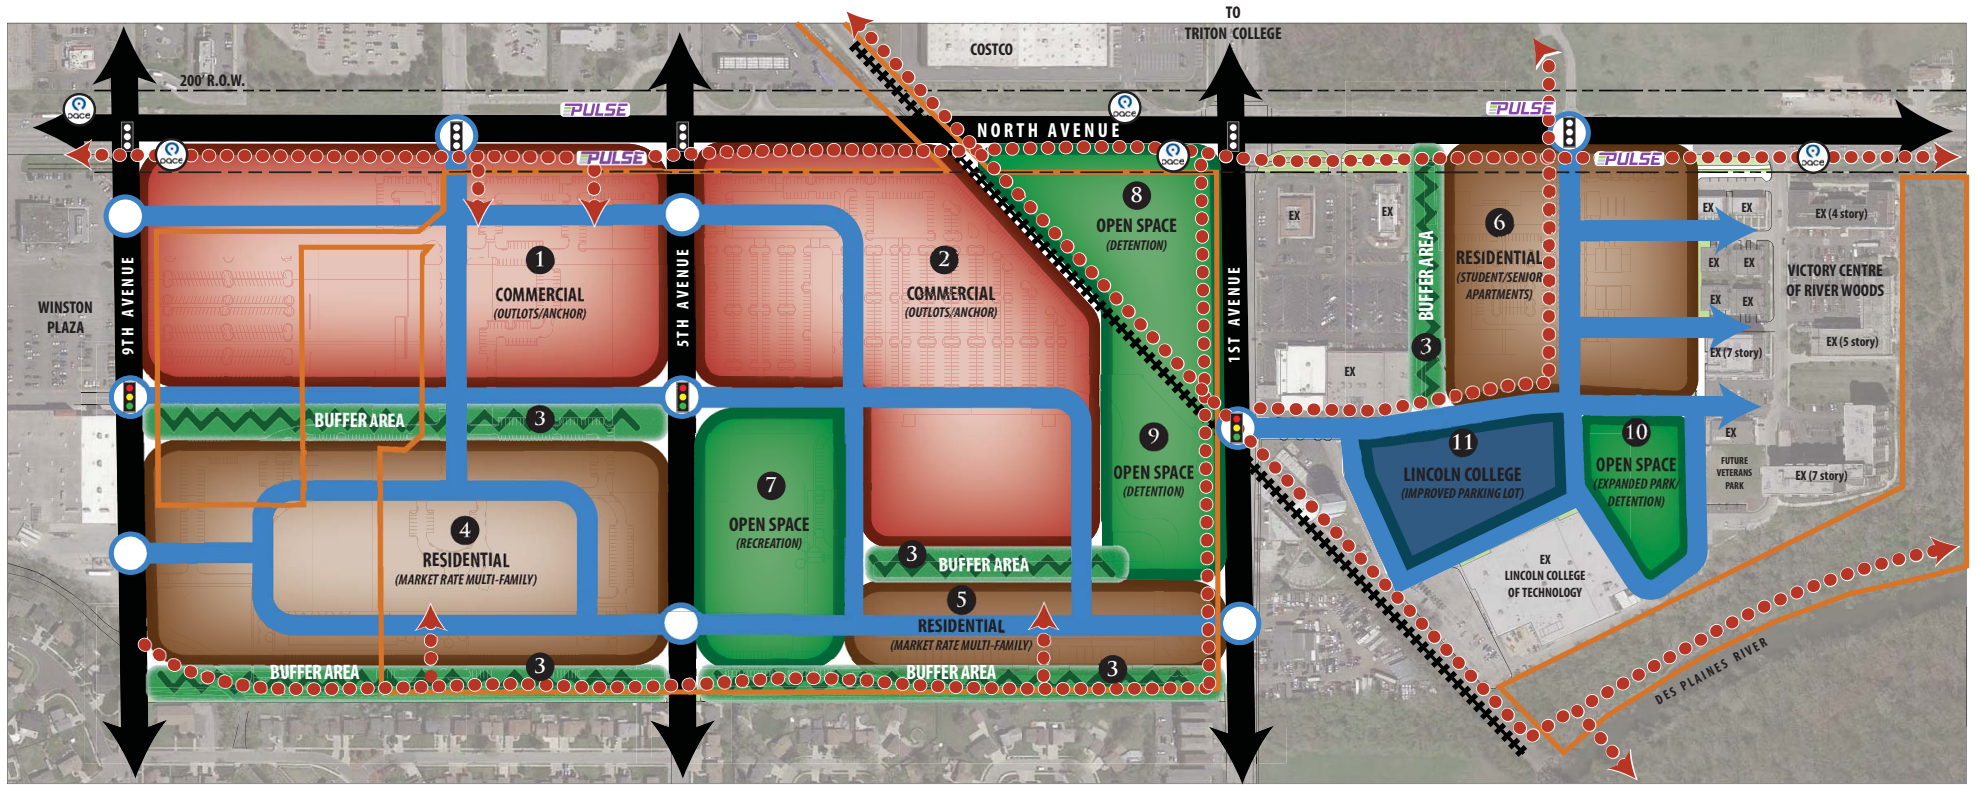 TO
TRITON COLLEGE
COSTCO
200' R.O.W.
pace
PULSE
pace
PULSE
NORTH AVENUE
pace
PULSE
pace
PULSE
pace
9TH AVENUE
5TH AVENUE
1ST AVENUE
WINSTON
PLAZA
1
COMMERCIAL
(OUTLOTS/ANCHOR)
2
COMMERCIAL
(OUTLOTS/ANCHOR)
8
OPEN SPACE
(DETENTION)
EX
EX
EX
BUFFER AREA
3
6
RESIDENTIAL
(STUDENT/SENIOR
APARTMENTS)
EX
EX
EX
EX
EX
EX
EX (7 story)
EX (4 story)
VICTORY CENTRE
OF RIVER WOODS
EX (5 story)
BUFFER AREA
3
9
OPEN SPACE
(DETENTION)
11
LINCOLN COLLEGE
(IMPROVED PARKING LOT)
10
OPEN SPACE
(EXPANDED PARK/
DETENTION)
EX
FUTURE
VETERANS
PARK
EX (7 story)
7
OPEN SPACE
(RECREATION)
4
RESIDENTIAL
(MARKET RATE MULTI-FAMILY)
3
BUFFER AREA
5
RESIDENTIAL
(MARKET RATE MULTI-FAMILY)
EX
LINCOLN COLLEGE
OF TECHNOLOGY
BUFFER AREA
3
BUFFER AREA
3
DES PLAINES RIVER